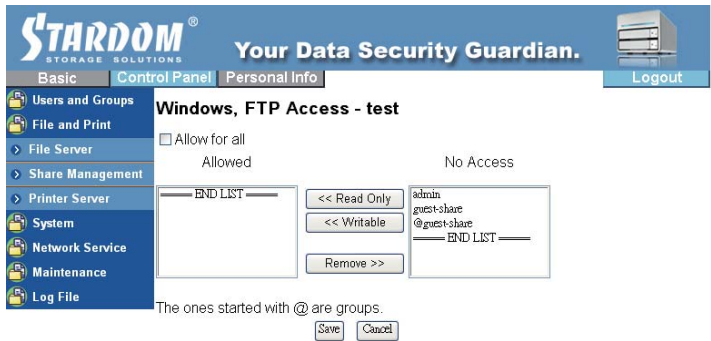 STARDOM®
STORAGE SOLUTIONS
Your Data Security Guardian.
Basic Control Panel Personal Info Logout
Users and Groups
File and Print
File Server
Share Management
Printer Server
System
Network Service
Maintenance
Log File
Windows, FTP Access - test
Allow for all
Allowed No Access
END LIST
<< Read Only
<< Writable
Remove >>
admin
guest-share
@guest-share
END LIST
The ones started with @ are groups.
Save Cancel